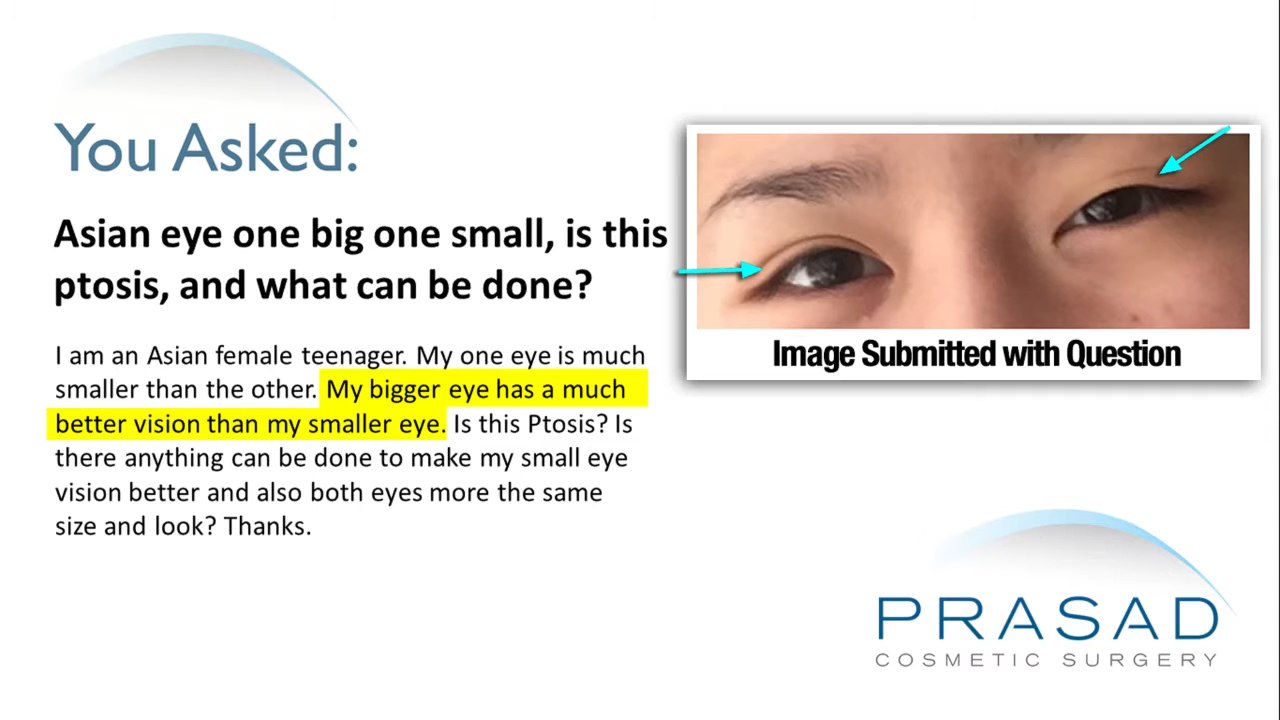 You Asked:
Asian eye one big one small, is this
ptosis, and what can be done?
I am an Asian female teenager. My one eye is much
smaller than the other. My bigger eye has a much
better vision than my smaller eye. Is this Ptosis? Is
there anything can be done to make my small eye
vision better and also both eyes more the same
size and look? Thanks.
Image Submitted with Question
PRASAD
COSMETIC SURGERY